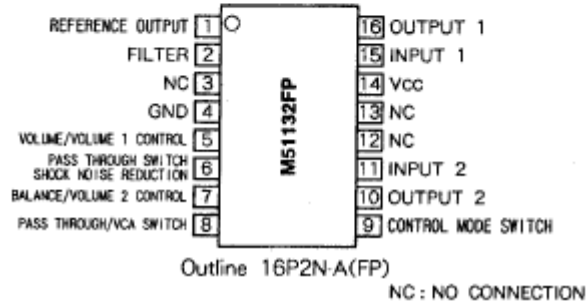 REFERENCE OUTPUT 1
FILTER 2
NC 3
GND 4
VOLUME/VOLUME 1 CONTROL 5
PASS THROUGH SWITCH
SHOCK NOISE REDUCTION 6
BALANCE/VOLUME 2 CONTROL 7
PASS THROUGH/VCA SWITCH 8
M51132FP
16 OUTPUT 1
15 INPUT 1
14 Vcc
13 NC
12 NC
11 INPUT 2
10 OUTPUT 2
9 CONTROL MODE SWITCH
Outline 16P2N-A(FP)
NC : NO CONNECTION